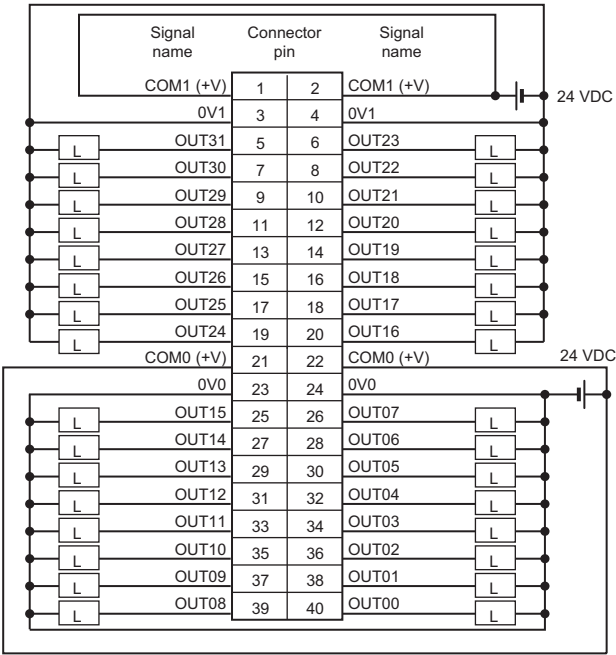 Signal name Connector pin Signal name
COM1 (+V) 1 2 COM1 (+V) 24 VDC
0V1 3 4 0V1
L OUT31 5 6 OUT23 L
L OUT30 7 8 OUT22 L
L OUT29 9 10 OUT21 L
L OUT28 11 12 OUT20 L
L OUT27 13 14 OUT19 L
L OUT26 15 16 OUT18 L
L OUT25 17 18 OUT17 L
L OUT24 19 20 OUT16 L
COM0 (+V) 21 22 COM0 (+V) 24 VDC
0V0 23 24 0V0
L OUT15 25 26 OUT07 L
L OUT14 27 28 OUT06 L
L OUT13 29 30 OUT05 L
L OUT12 31 32 OUT04 L
L OUT11 33 34 OUT03 L
L OUT10 35 36 OUT02 L
L OUT09 37 38 OUT01 L
L OUT08 39 40 OUT00 L